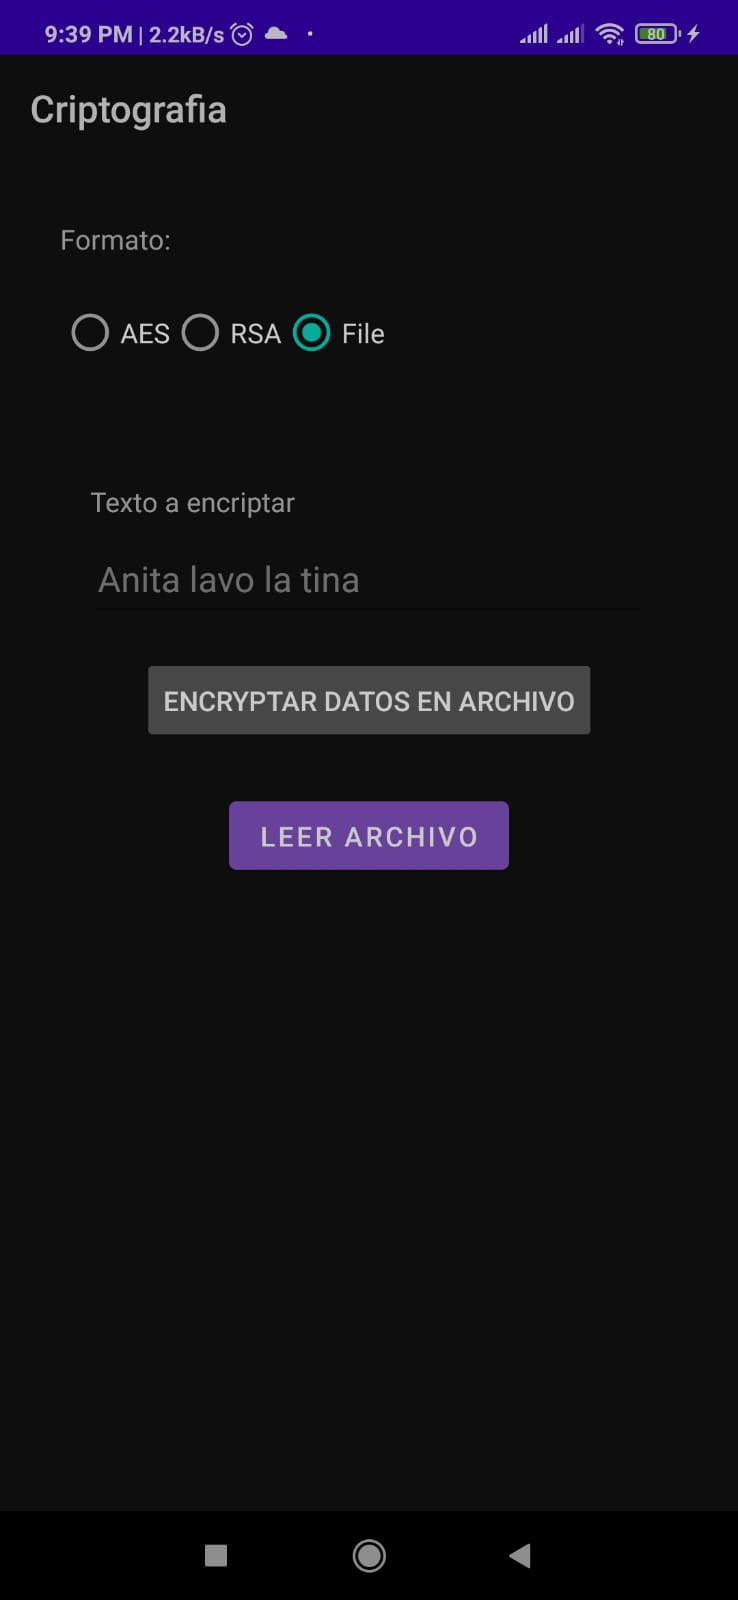 9:39 PM | 2.2kB/s 80
Criptografia
Formato:
AES RSA File
Texto a encriptar
Anita lavo la tina
ENCRYPTAR DATOS EN ARCHIVO
LEER ARCHIVO